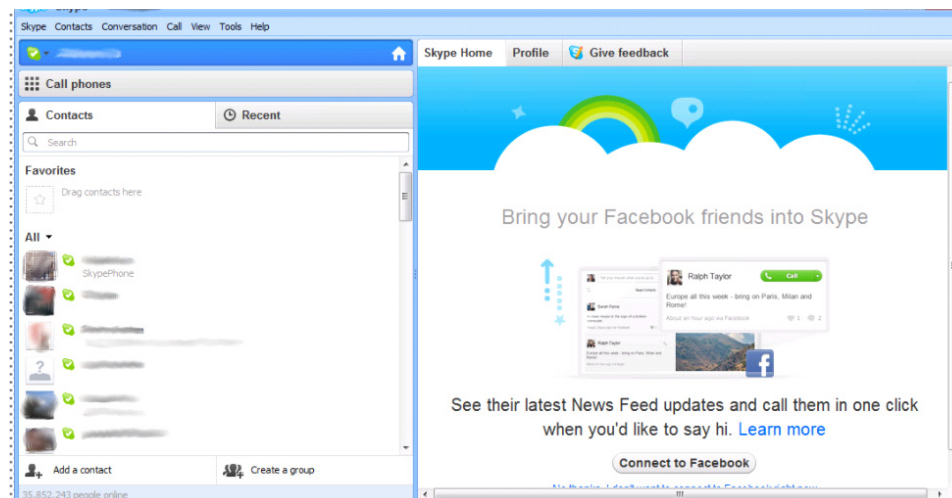 Skype Contacts Conversation Call View Tools Help
Call phones
Contacts
Recent
Search
Favorites
Drag contacts here
All
SkypePhone
Add a contact
Create a group
35,852,243 people online
Skype Home Profile Give feedback
Bring your Facebook friends into Skype
Ralph Taylor
Call
Europe all this week - bring on Paris, Milan and
Rome!
About an hour ago via Facebook 1 2
Ralph Taylor
See their latest News Feed updates and call them in one click
when you'd like to say hi. Learn more
Connect to Facebook